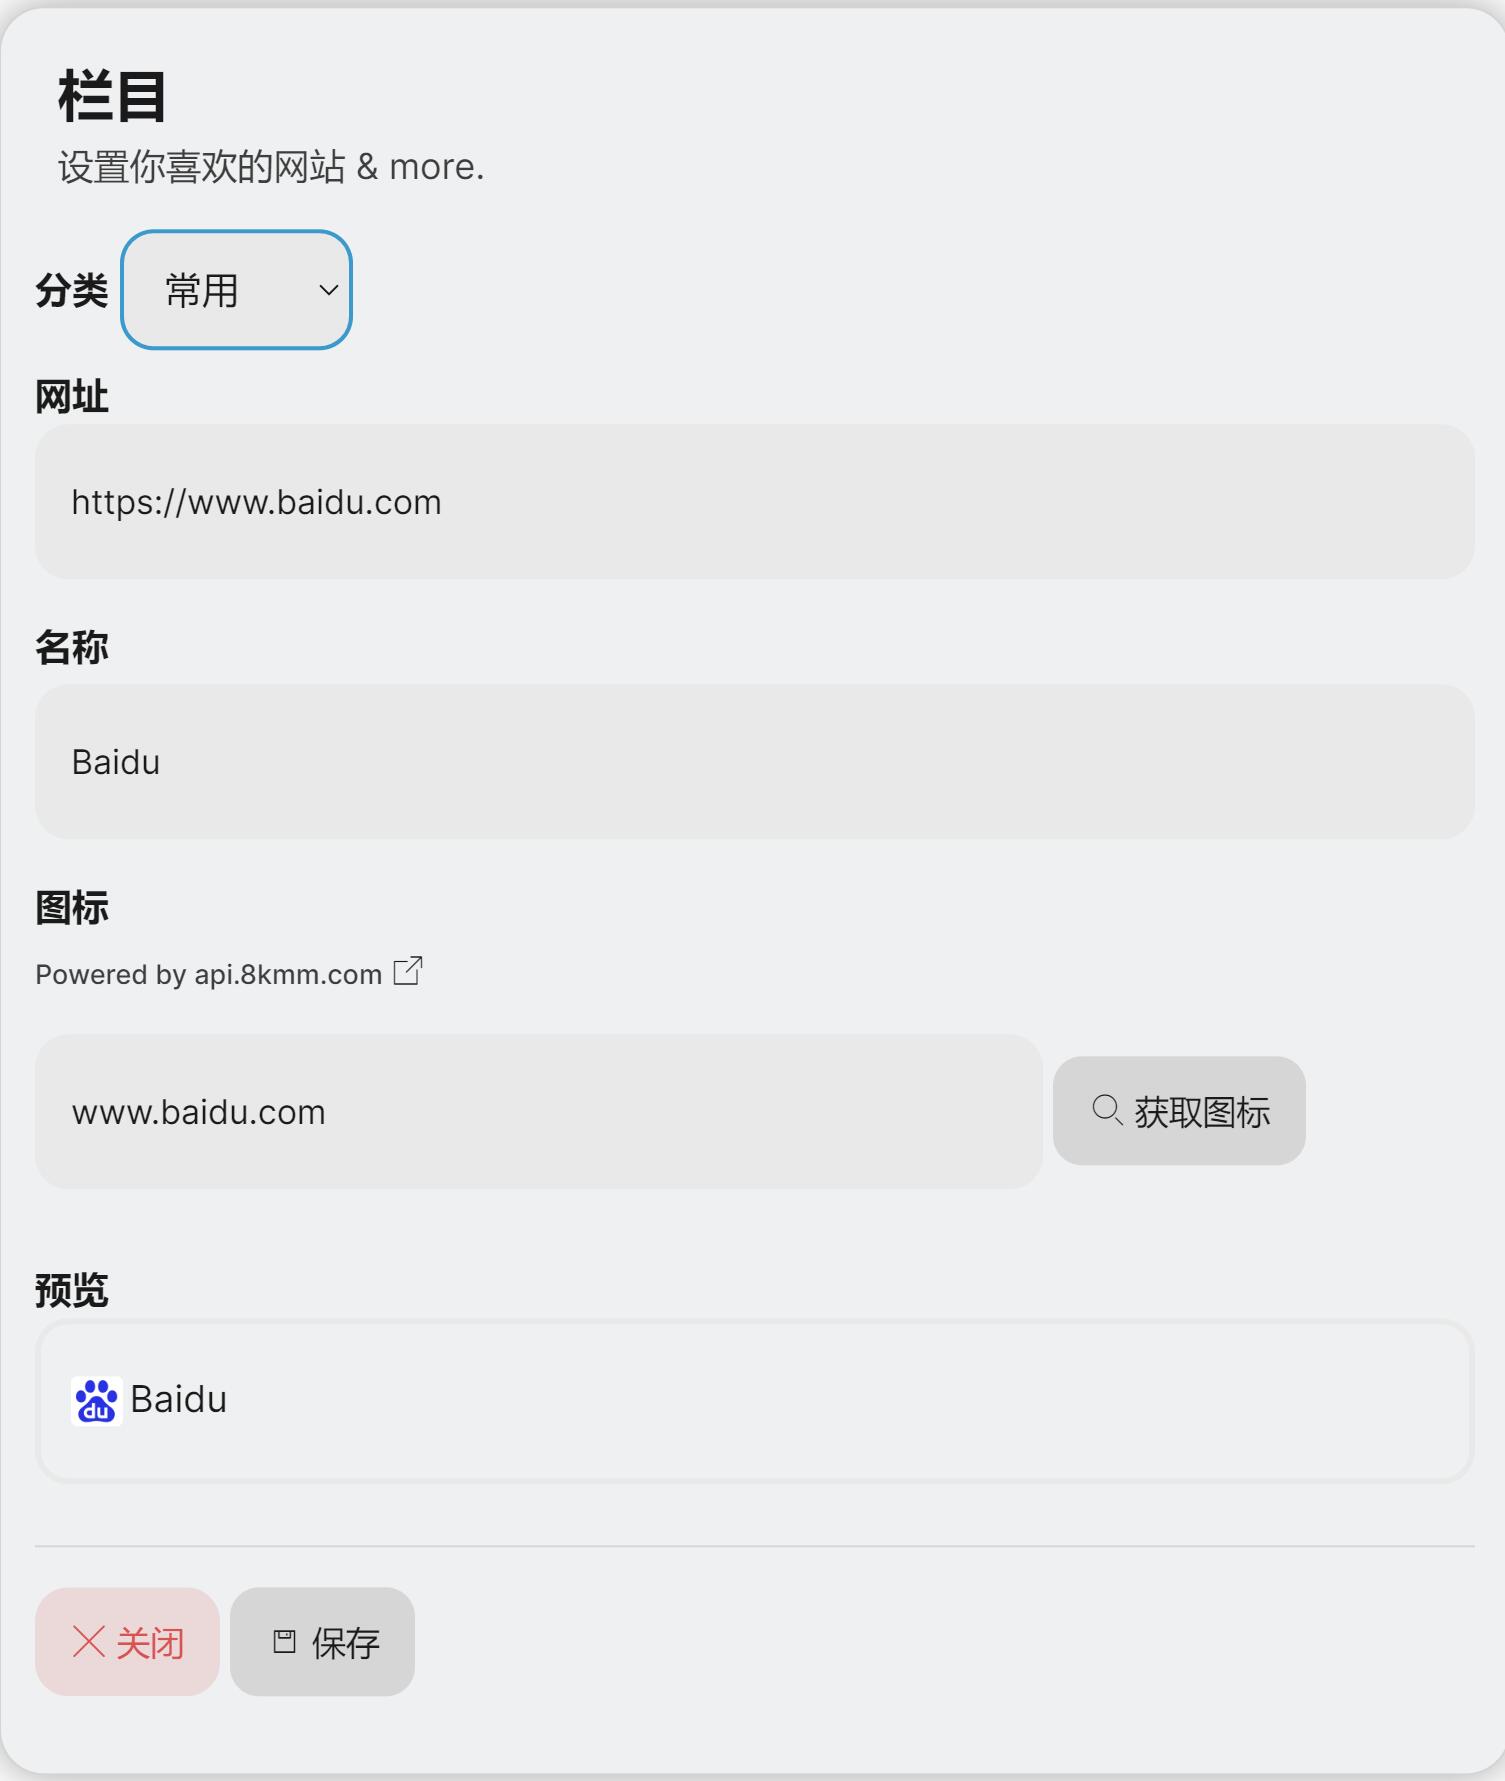 栏目
设置你喜欢的网站 & more.
分类 常用
网址
https://www.baidu.com
名称
Baidu
图标
Powered by api.8kmm.com
www.baidu.com 获取图标
预览
du Baidu
关闭 保存